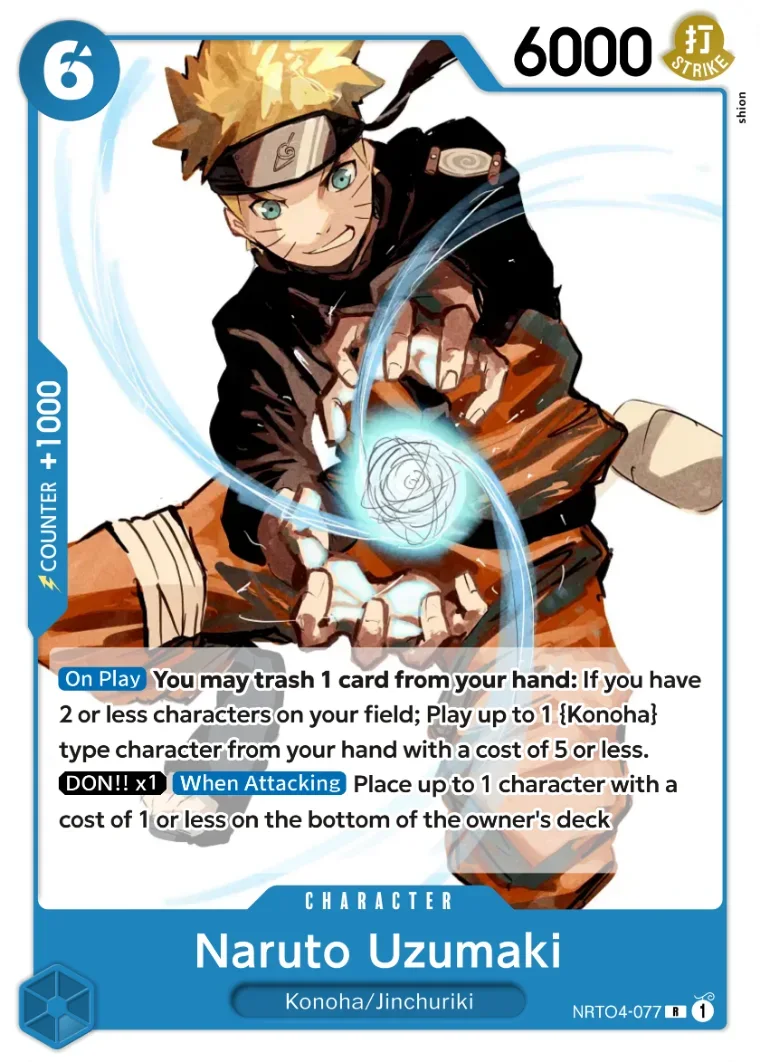 6
6000
打
STRIKE
shion
COUNTER +1000
On Play You may trash 1 card from your hand: If you have
2 or less characters on your field; Play up to 1 {Konoha}
type character from your hand with a cost of 5 or less.
DON!! x1 When Attacking Place up to 1 character with a
cost of 1 or less on the bottom of the owner's deck
CHARACTER
Naruto Uzumaki
Konoha/Jinchuriki
NRTO4-077 R 1